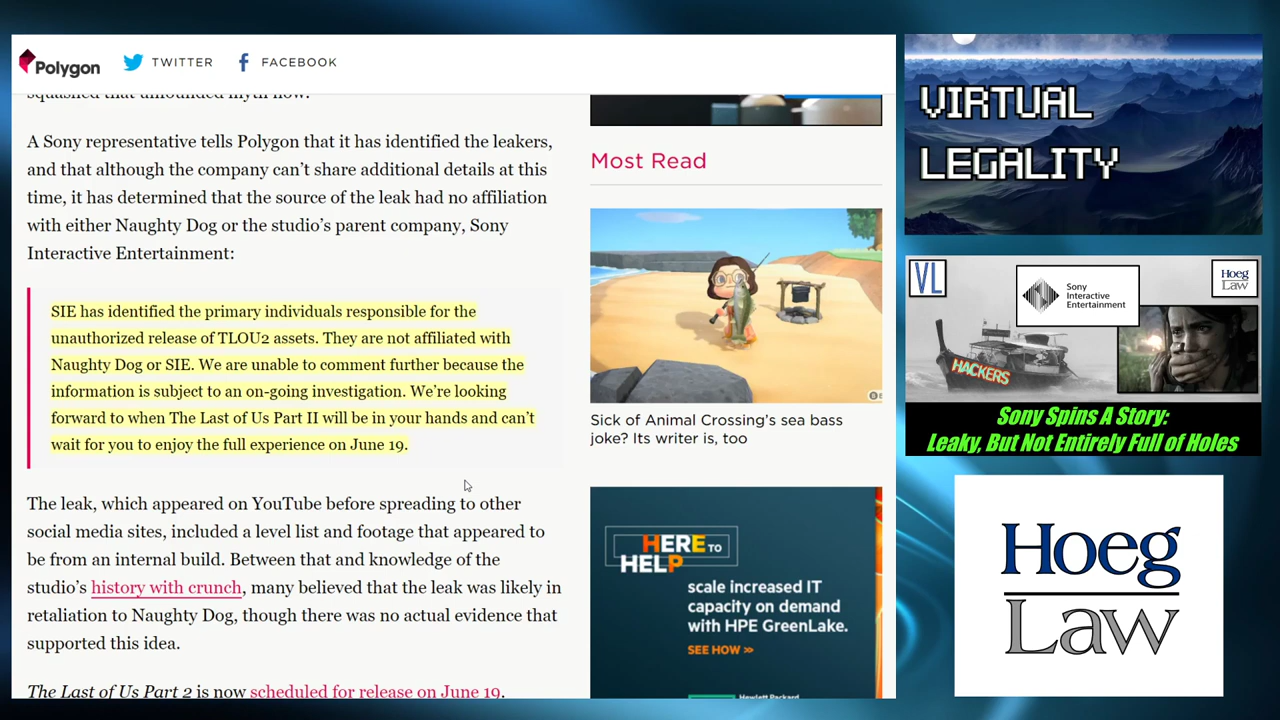 Polygon
TWITTER
FACEBOOK
squashed that unfounded myth now.
A Sony representative tells Polygon that it has identified the leakers,
and that although the company can’t share additional details at this
time, it has determined that the source of the leak had no affiliation
with either Naughty Dog or the studio’s parent company, Sony
Interactive Entertainment:
SIE has identified the primary individuals responsible for the
unauthorized release of TLOU2 assets. They are not affiliated with
Naughty Dog or SIE. We are unable to comment further because the
information is subject to an on-going investigation. We’re looking
forward to when The Last of Us Part II will be in your hands and can’t
wait for you to enjoy the full experience on June 19.
The leak, which appeared on YouTube before spreading to other
social media sites, included a level list and footage that appeared to
be from an internal build. Between that and knowledge of the
studio’s history with crunch, many believed that the leak was likely in
retaliation to Naughty Dog, though there was no actual evidence that
supported this idea.
The Last of Us Part 2 is now scheduled for release on June 19.
Most Read
Sick of Animal Crossing’s sea bass
joke? Its writer is, too
HERE TO
HELP
scale increased IT
capacity on demand
with HPE GreenLake.
SEE HOW »
Hewlett Packard
VIRTUAL
LEGALITY
VL
Sony
Interactive
Entertainment
Hoeg
Law
HACKERS
Sony Spins A Story:
Leaky, But Not Entirely Full of Holes
Hoeg
Law